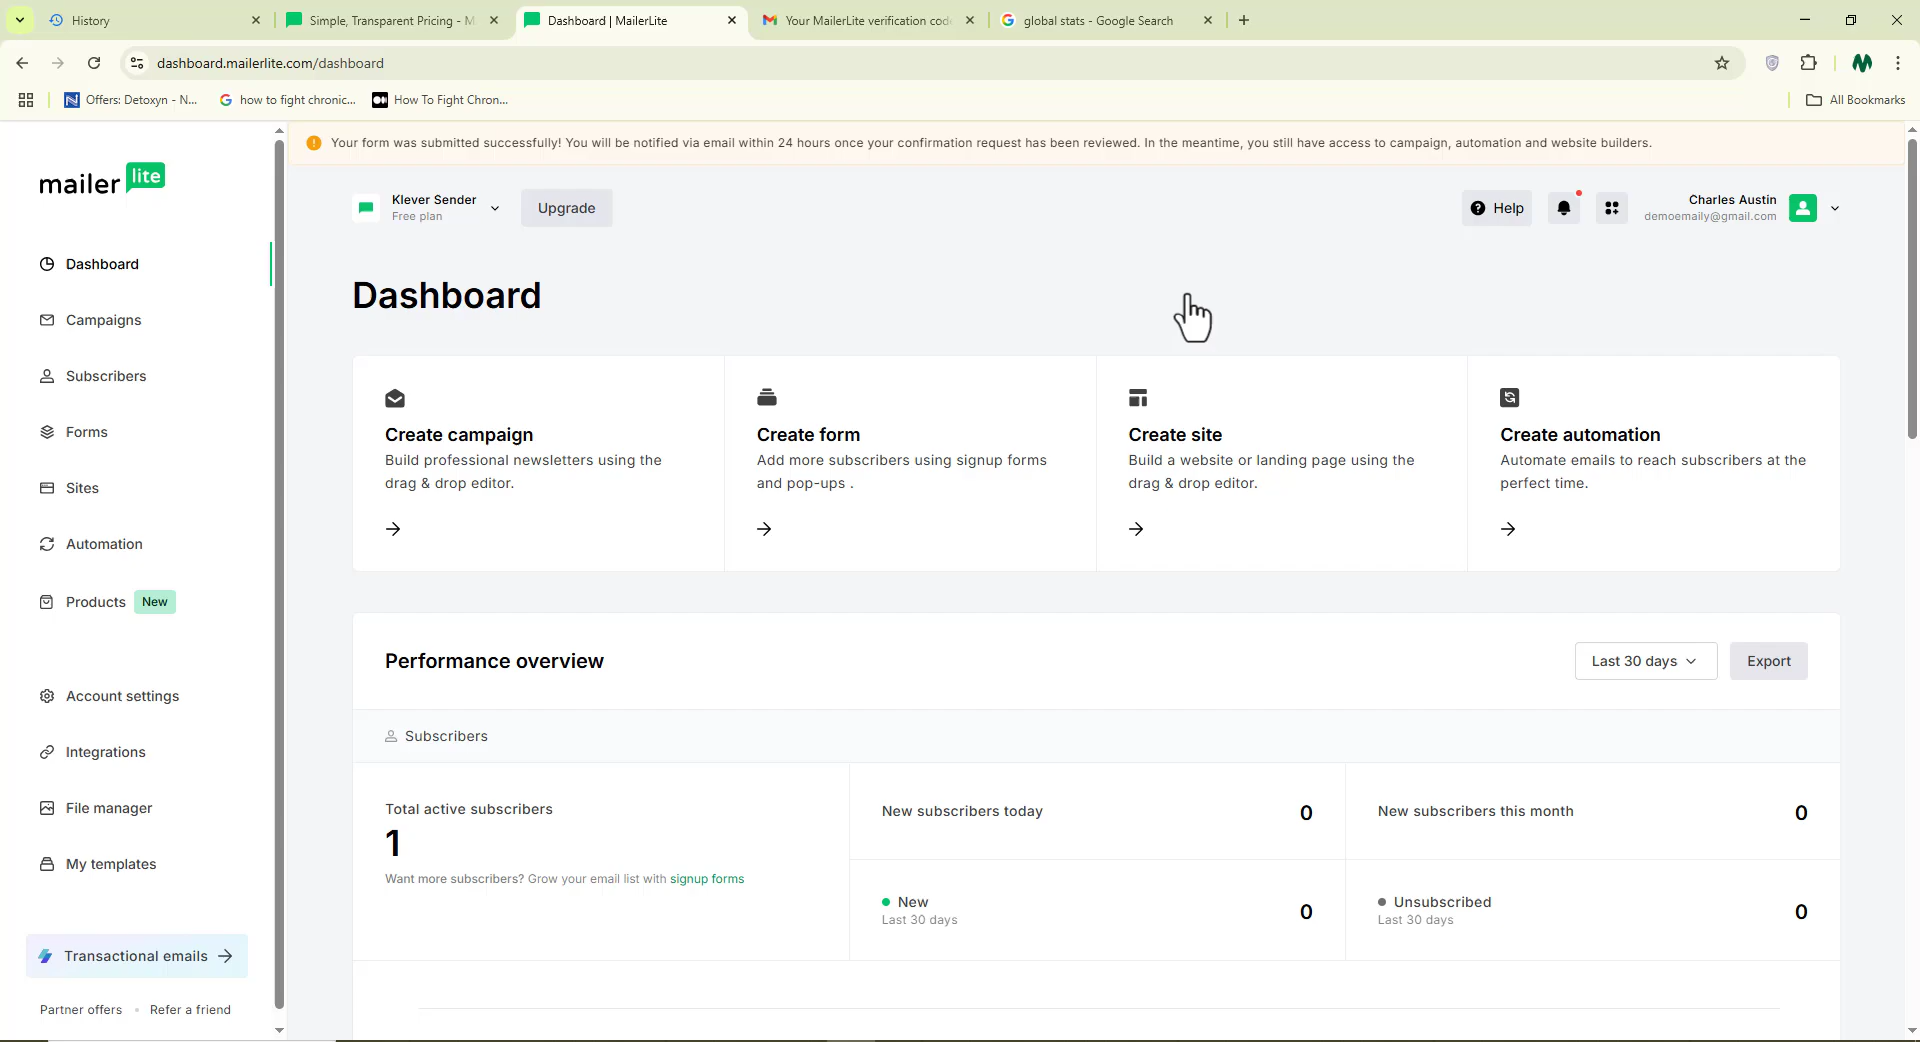 History
Simple, Transparent Pricing - M
Dashboard | MailerLite
Your MailerLite verification code
global stats - Google Search
dashboard.mailerlite.com/dashboard
Offers: Detoxyn - N...
how to fight chronic...
How To Fight Chron...
All Bookmarks
Your form was submitted successfully! You will be notified via email within 24 hours once your confirmation request has been reviewed. In the meantime, you still have access to campaign, automation and website builders.
mailer lite
Klever Sender
Free plan
Upgrade
Help
Charles Austin
demoemaily@gmail.com
Dashboard
Campaigns
Subscribers
Forms
Sites
Automation
Products New
Account settings
Integrations
File manager
My templates
Transactional emails
Partner offers • Refer a friend
Dashboard
Create campaign
Build professional newsletters using the
drag & drop editor.
Create form
Add more subscribers using signup forms
and pop-ups .
Create site
Build a website or landing page using the
drag & drop editor.
Create automation
Automate emails to reach subscribers at the
perfect time.
Performance overview
Last 30 days
Export
Subscribers
Total active subscribers
1
Want more subscribers? Grow your email list with signup forms
New subscribers today 0
New subscribers this month 0
New 0
Last 30 days
Unsubscribed 0
Last 30 days